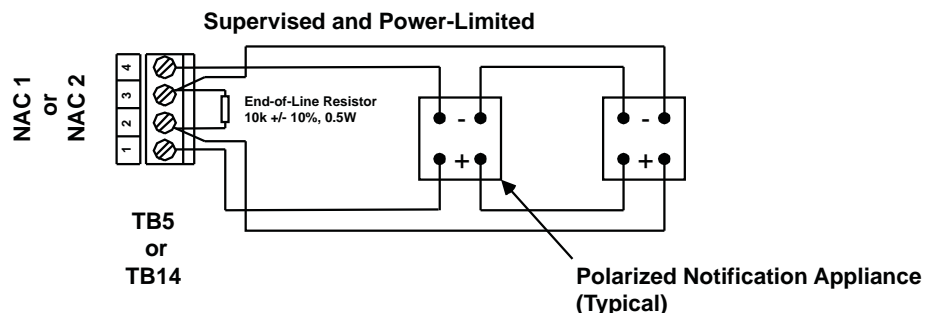 Supervised and Power-Limited
NAC 1
or
NAC 2
4
3
2
1
End-of-Line Resistor
10k +/- 10%, 0.5W
-
+
-
+
TB5
or
TB14
Polarized Notification Appliance
(Typical)